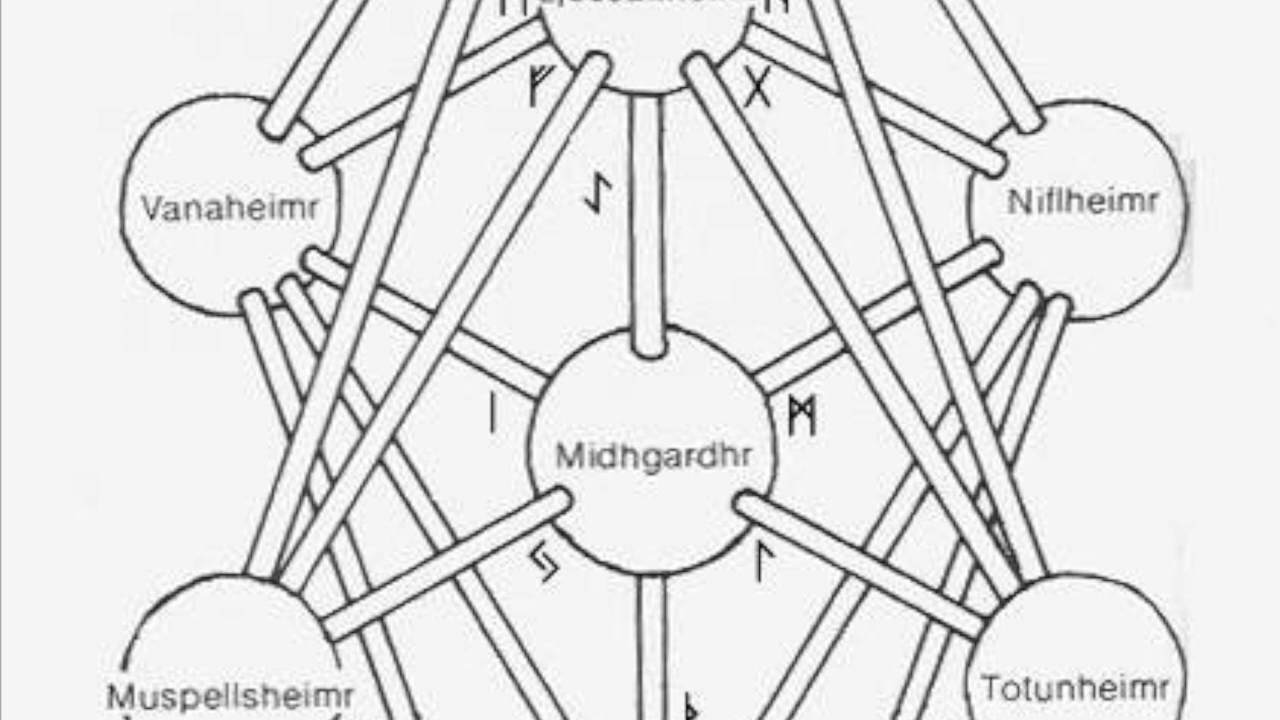 ᚠ
ᚷ
ᛇ
Vanaheimr
Niflheimr
ᛁ
ᛗ
Midhgardhr
ᛃ
ᛚ
Muspellsheimr
Totunheimr